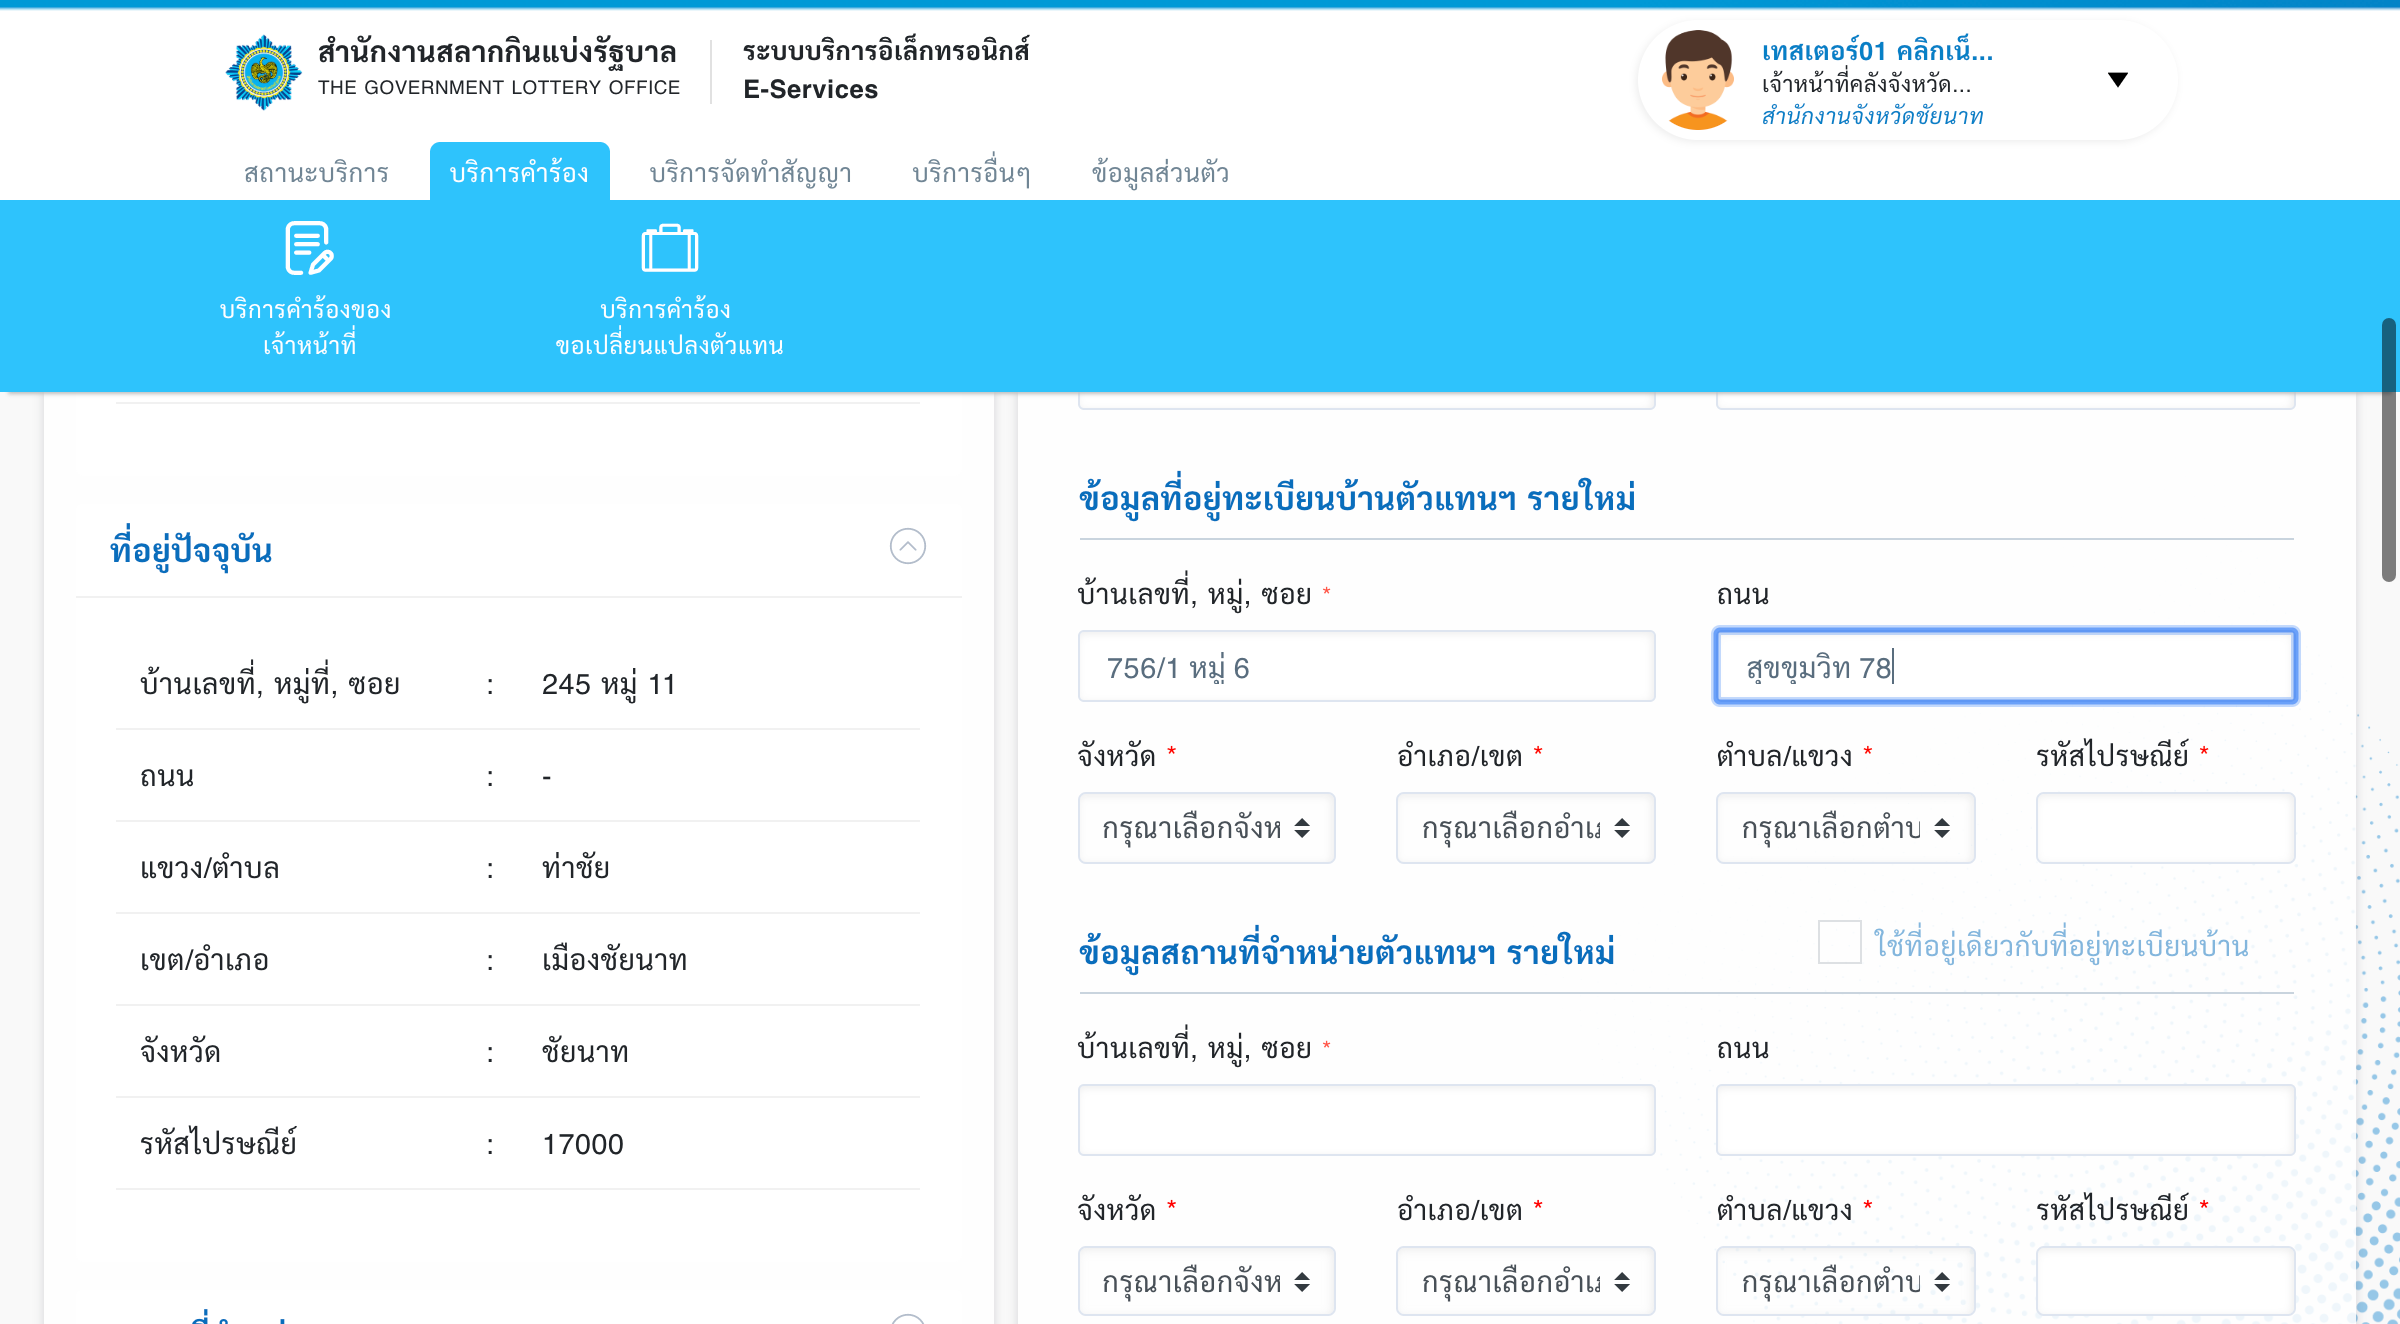 สำนักงานสลากกินแบ่งรัฐบาล
THE GOVERNMENT LOTTERY OFFICE
ระบบบริการอิเล็กทรอนิกส์
E-Services
เทสเตอร์01 คลิกเน็...
เจ้าหน้าที่คลังจังหวัด...
สำนักงานจังหวัดชัยนาท
สถานะบริการ
บริการคำร้อง
บริการจัดทำสัญญา
บริการอื่นๆ
ข้อมูลส่วนตัว
บริการคำร้องของ
เจ้าหน้าที่
บริการคำร้อง
ขอเปลี่ยนแปลงตัวแทน
ที่อยู่ปัจจุบัน
บ้านเลขที่, หมู่ที่, ซอย : 245 หมู่ 11
ถนน : -
แขวง/ตำบล : ท่าชัย
เขต/อำเภอ : เมืองชัยนาท
จังหวัด : ชัยนาท
รหัสไปรษณีย์ : 17000
ข้อมูลที่อยู่ทะเบียนบ้านตัวแทนฯ รายใหม่
บ้านเลขที่, หมู่, ซอย *
ถนน
756/1 หมู่ 6
สุขขุมวิท 78
จังหวัด *
อำเภอ/เขต *
ตำบล/แขวง *
รหัสไปรษณีย์ *
กรุณาเลือกจังห
กรุณาเลือกอำเภ
กรุณาเลือกตำบ
ข้อมูลสถานที่จำหน่ายตัวแทนฯ รายใหม่
ใช้ที่อยู่เดียวกับที่อยู่ทะเบียนบ้าน
บ้านเลขที่, หมู่, ซอย *
ถนน
จังหวัด *
อำเภอ/เขต *
ตำบล/แขวง *
รหัสไปรษณีย์ *
กรุณาเลือกจังห
กรุณาเลือกอำเภ
กรุณาเลือกตำบ